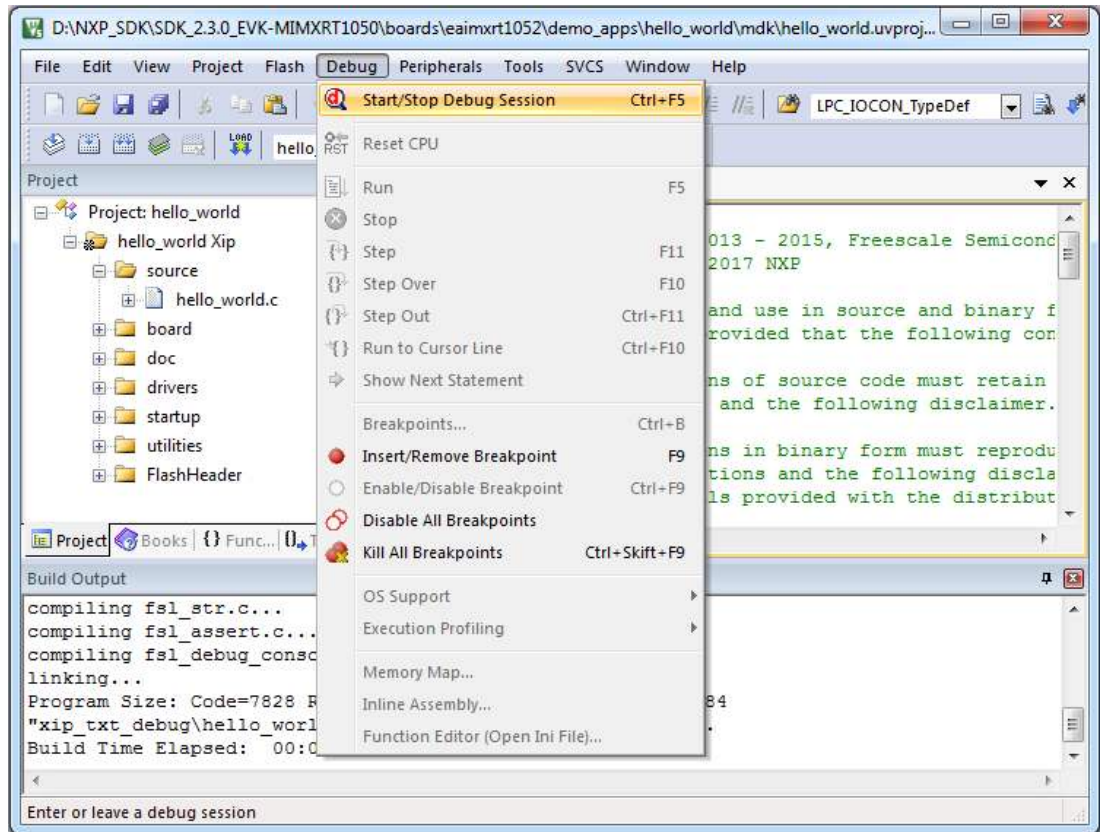 D:\NXP_SDK\SDK_2.3.0_EVK-MIMXRT1050\boards\eaimxrt1052\demo_apps\hello_world\mdk\hello_world.uvproj...
File Edit View Project Flash Debug Peripherals Tools SVCS Window Help
LPC_IOCON_TypeDef
LOAD hello
Project
Project: hello_world
hello_world Xip
source
hello_world.c
board
doc
drivers
startup
utilities
FlashHeader
Project Books {} Func... 
Start/Stop Debug Session Ctrl+F5
RST Reset CPU
Run F5
Stop
Step F11
Step Over F10
Step Out Ctrl+F11
Run to Cursor Line Ctrl+F10
Show Next Statement
Breakpoints... Ctrl+B
Insert/Remove Breakpoint F9
Enable/Disable Breakpoint Ctrl+F9
Disable All Breakpoints
Kill All Breakpoints Ctrl+Skift+F9
OS Support
Execution Profiling
Memory Map...
Inline Assembly...
Function Editor (Open Ini File)...
013 - 2015, Freescale Semicond
2017 NXP
and use in source and binary f
rovided that the following con
ns of source code must retain
and the following disclaimer.
ns in binary form must reprodu
tions and the following discla
ls provided with the distribut
Build Output
compiling fsl_str.c...
compiling fsl_assert.c...
compiling fsl_debug_consc
linking...
Program Size: Code=7828 R 84
"xip_txt_debug\hello_worl .
Build Time Elapsed: 00:0
Enter or leave a debug session